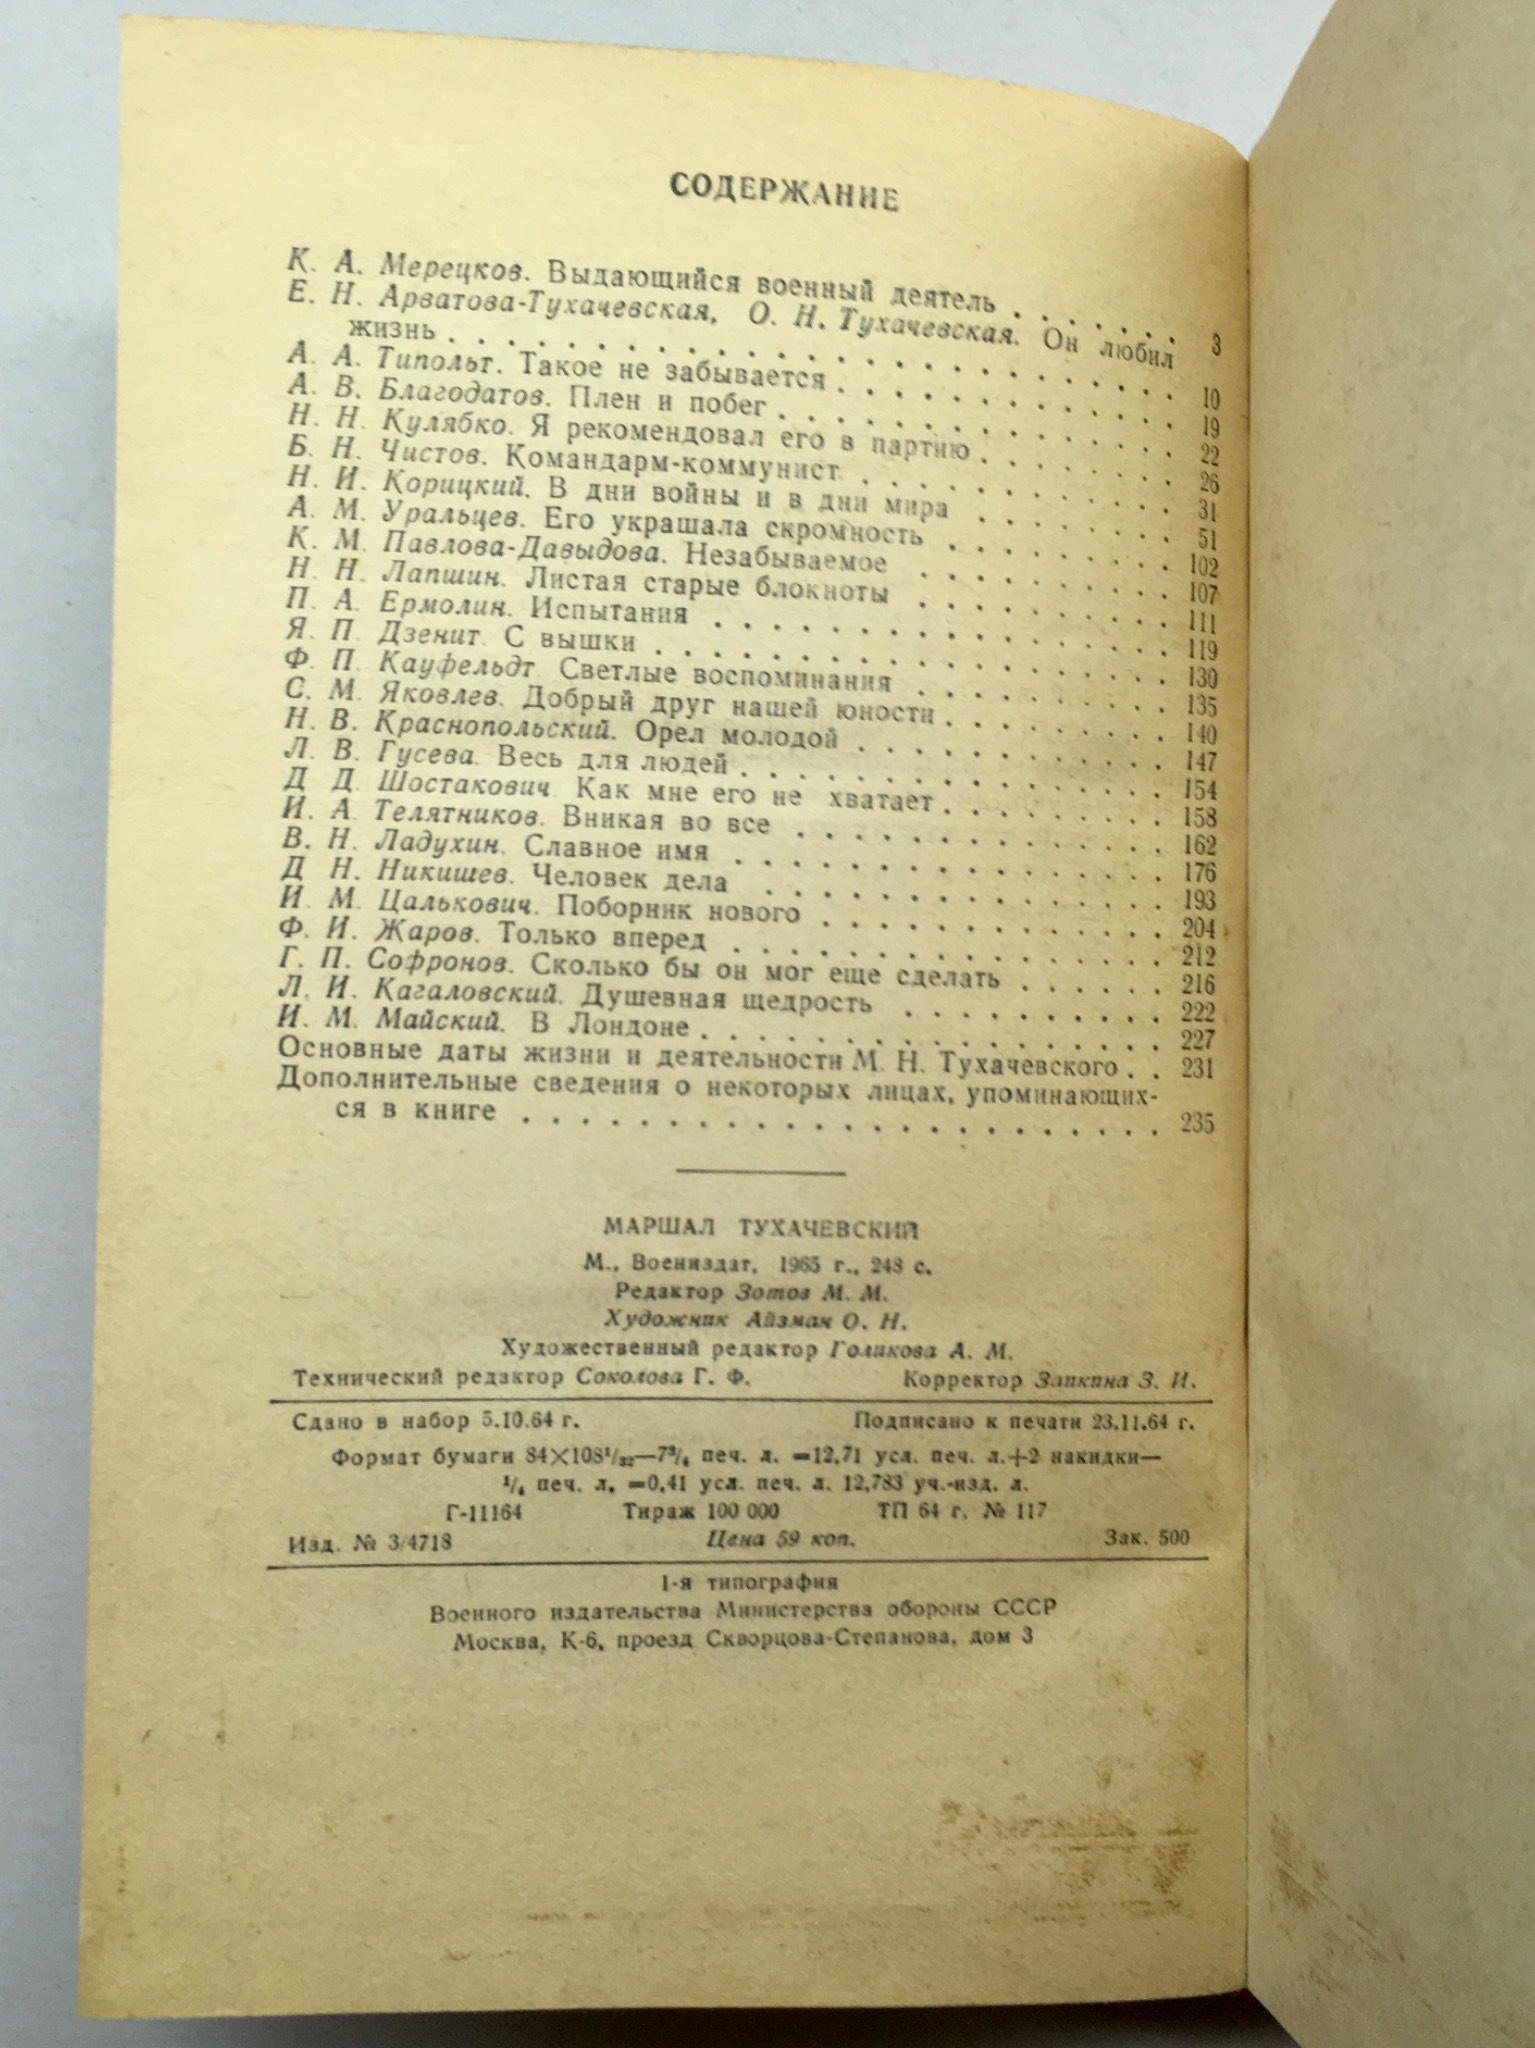 СОДЕРЖАНИЕ
К. А. Мерецков. Выдающийся военный деятель . . . . . . 3
Е. Н. Арватова-Тухачевская, О. Н. Тухачевская. Он любил
жизнь . . . . . . . . . . . . . . . . . . . . 10
А. А. Типольт. Такое не забывается . . . . . . . . . . . . 19
А. В. Благодатов. Плен и побег . . . . . . . . . . . . . . 22
Н. Н. Кулябко. Я рекомендовал его в партию . . . . . . . 26
Б. Н. Чистов. Командарм-коммунист . . . . . . . . . . . 31
Н. И. Корицкий. В дни войны и в дни мира . . . . . . . 51
А. М. Уральцев. Его украшала скромность . . . . . . . . 102
К. М. Павлова-Давыдова. Незабываемое . . . . . . . . . 107
Н. Н. Лапшин. Листая старые блокноты . . . . . . . . . 111
П. А. Ермолин. Испытания . . . . . . . . . . . . . . . . 119
Я. П. Дзенит. С вышки . . . . . . . . . . . . . . . . . . 130
Ф. П. Кауфельдт. Светлые воспоминания . . . . . . . . . 135
С. М. Яковлев. Добрый друг нашей юности . . . . . . . . 140
Н. В. Краснопольский. Орел молодой . . . . . . . . . . . 147
Л. В. Гусева. Весь для людей . . . . . . . . . . . . . . . 154
Д. Д. Шостакович. Как мне его не хватает . . . . . . . . 158
И. А. Телятников. Вникая во все . . . . . . . . . . . . . 162
В. Н. Ладухин. Славное имя . . . . . . . . . . . . . . . 176
Д. Н. Никишев. Человек дела . . . . . . . . . . . . . . 193
И. М. Цалькович. Поборник нового . . . . . . . . . . . . 204
Ф. И. Жаров. Только вперед . . . . . . . . . . . . . . . 212
Г. П. Софронов. Сколько бы он мог еще сделать . . . . . . 216
Л. И. Кагаловский. Душевная щедрость . . . . . . . . . . 222
И. М. Майский. В Лондоне . . . . . . . . . . . . . . . . 227
Основные даты жизни и деятельности М. Н. Тухачевского . . 231
Дополнительные сведения о некоторых лицах, упоминающих-
ся в книге . . . . . . . . . . . . . . . . . . . . . . 235
МАРШАЛ ТУХАЧЕВСКИЙ
М., Воениздат, 1965 г., 248 с.
Редактор Зотов М. М.
Художник Айзман О. Н.
Художественный редактор Голикова А. М.
Технический редактор Соколова Г. Ф. Корректор Запкина З. И.
Сдано в набор 5.10.64 г. Подписано к печати 23.11.64 г.
Формат бумаги 84×108¹/₃₂—7³/₄ печ. л. =12,71 усл. печ. л.+2 накидки—
¹/₄ печ. л. =0,41 усл. печ. л. 12,783 уч.-изд. л.
Г-11164 Тираж 100 000 ТП 64 г. № 117
Изд. № 3/4718 Цена 59 коп. Зак. 500
1-я типография
Военного издательства Министерства обороны СССР
Москва, К-6, проезд Скворцова-Степанова, дом 3